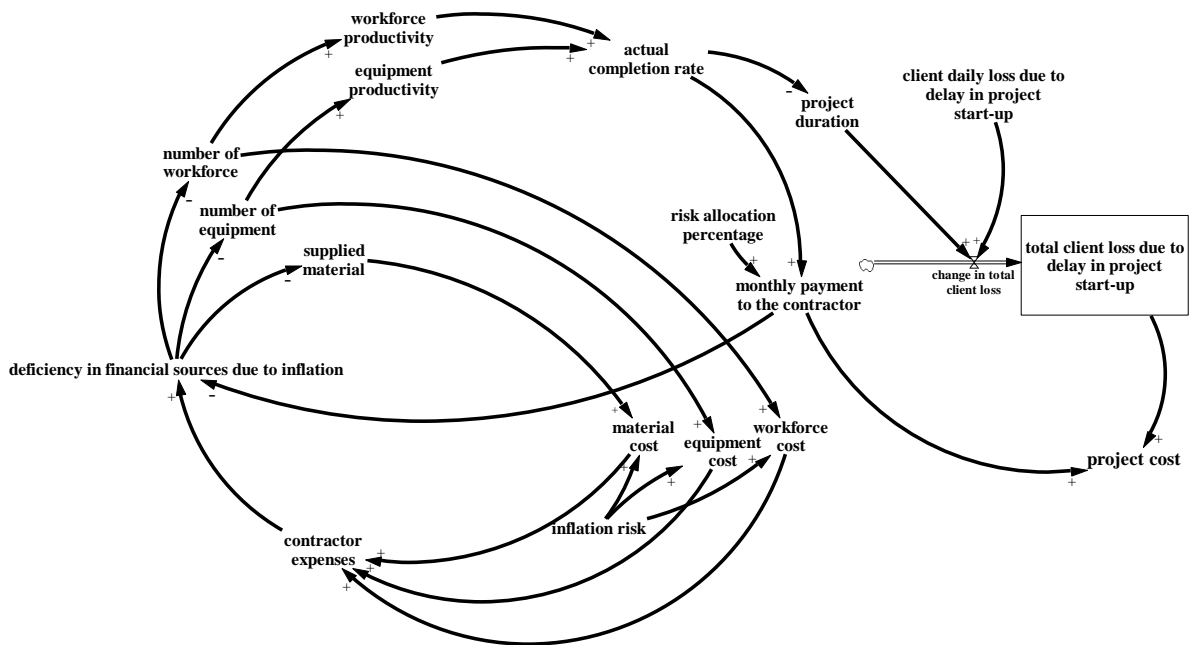 workforce
productivity
equipment
productivity
actual
completion rate
client daily loss due to
delay in project
start-up
project
duration
number of
workforce
number of
equipment
supplied
material
risk allocation
percentage
monthly payment
to the contractor
change in total
client loss
total client loss due to
delay in project
start-up
deficiency in financial sources due to inflation
material
cost
equipment
cost
workforce
cost
project cost
inflation risk
contractor
expenses